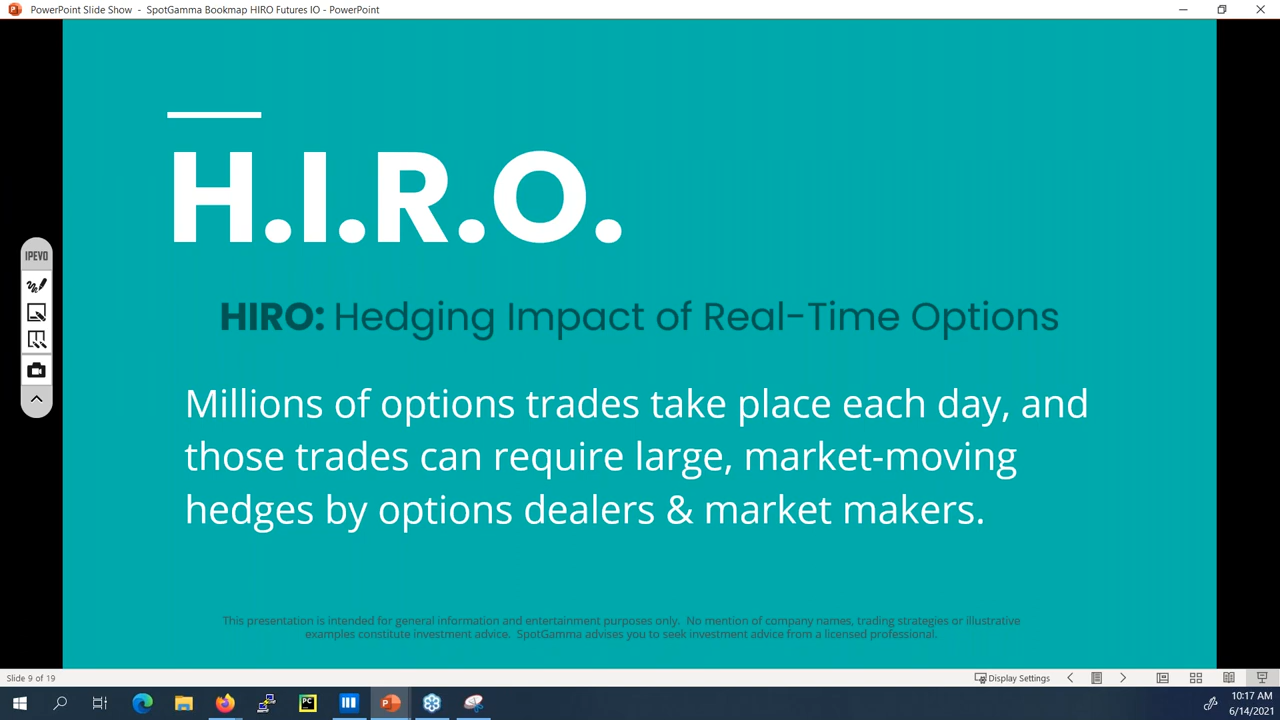 PowerPoint Slide Show - SpotGamma Bookmap HIRO Futures IO - PowerPoint
H.I.R.O.
IPEVO
HIRO: Hedging Impact of Real-Time Options
Millions of options trades take place each day, and
those trades can require large, market-moving
hedges by options dealers & market makers.
This presentation is intended for general information and entertainment purposes only. No mention of company names, trading strategies or illustrative
examples constitute investment advice. SpotGamma advises you to seek investment advice from a licensed professional.
Slide 9 of 19
Display Settings
PC
P
10:17 AM
6/14/2021